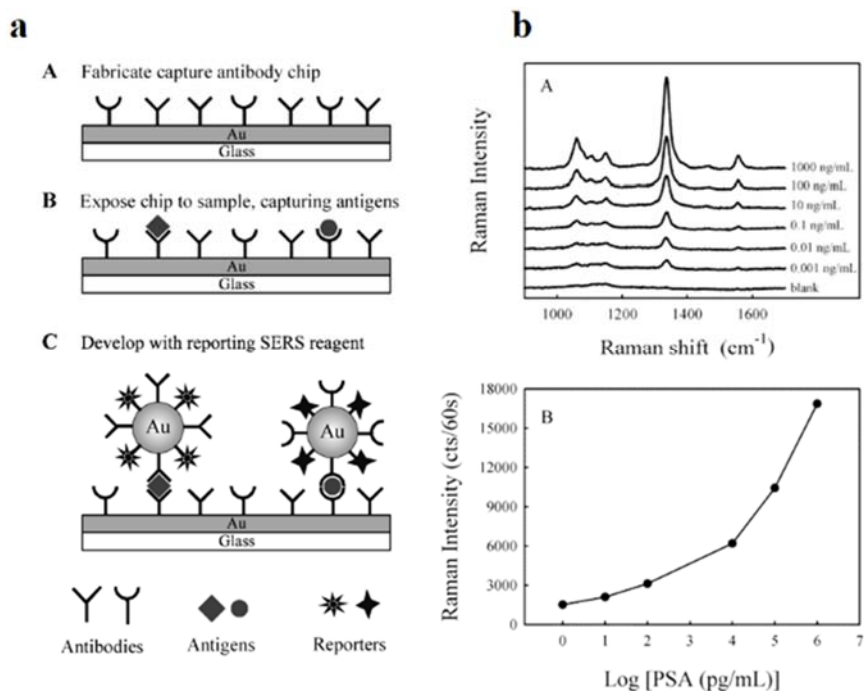 a
A Fabricate capture antibody chip
Au
Glass
B Expose chip to sample, capturing antigens
Au
Glass
C Develop with reporting SERS reagent
Au Au
Au
Glass
Antibodies Antigens Reporters
b
A
Raman Intensity
1000 ng/mL
100 ng/mL
10 ng/mL
0.1 ng/mL
0.01 ng/mL
0.001 ng/mL
blank
1000 1200 1400 1600
Raman shift (cm-1)
B
Raman Intensity (cts/60s)
18000
15000
12000
9000
6000
3000
0
0 1 2 3 4 5 6 7
Log [PSA (pg/mL)]